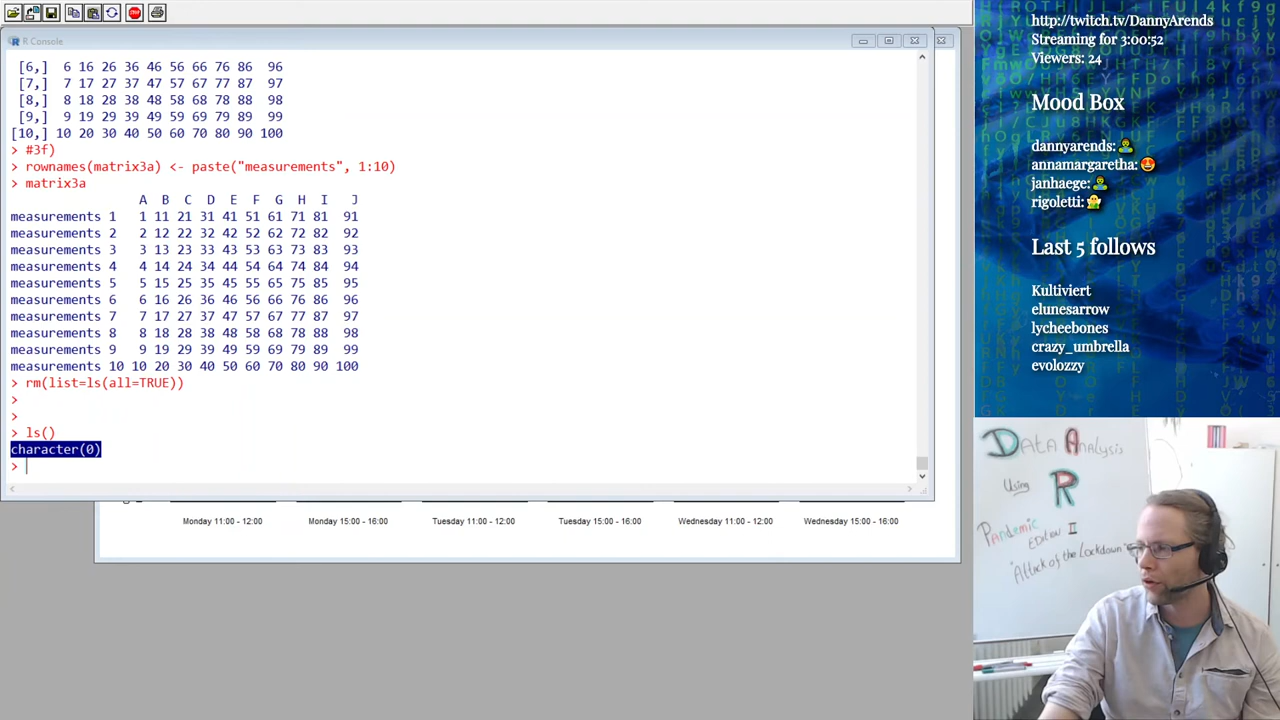 R Console
[6,] 6 16 26 36 46 56 66 76 86 96
[7,] 7 17 27 37 47 57 67 77 87 97
[8,] 8 18 28 38 48 58 68 78 88 98
[9,] 9 19 29 39 49 59 69 79 89 99
[10,] 10 20 30 40 50 60 70 80 90 100
> #3f)
> rownames(matrix3a) <- paste("measurements", 1:10)
> matrix3a
A B C D E F G H I J
measurements 1 1 11 21 31 41 51 61 71 81 91
measurements 2 2 12 22 32 42 52 62 72 82 92
measurements 3 3 13 23 33 43 53 63 73 83 93
measurements 4 4 14 24 34 44 54 64 74 84 94
measurements 5 5 15 25 35 45 55 65 75 85 95
measurements 6 6 16 26 36 46 56 66 76 86 96
measurements 7 7 17 27 37 47 57 67 77 87 97
measurements 8 8 18 28 38 48 58 68 78 88 98
measurements 9 9 19 29 39 49 59 69 79 89 99
measurements 10 10 20 30 40 50 60 70 80 90 100
> rm(list=ls(all=TRUE))
>
>
> ls()
character(0)
>
Monday 11:00 - 12:00
Monday 15:00 - 16:00
Tuesday 11:00 - 12:00
Tuesday 15:00 - 16:00
Wednesday 11:00 - 12:00
Wednesday 15:00 - 16:00
http://twitch.tv/DannyArends
Streaming for 3:00:52
Viewers: 24
Mood Box
dannyarends:
annamargaretha:
janhaege:
rigoletti:
Last 5 follows
Kultiviert
elunesarrow
lycheebones
crazy_umbrella
evolozzy
STOP
Data Analysis
Using
R
Pandemic
Edition II
"Attack of the Lockdown"